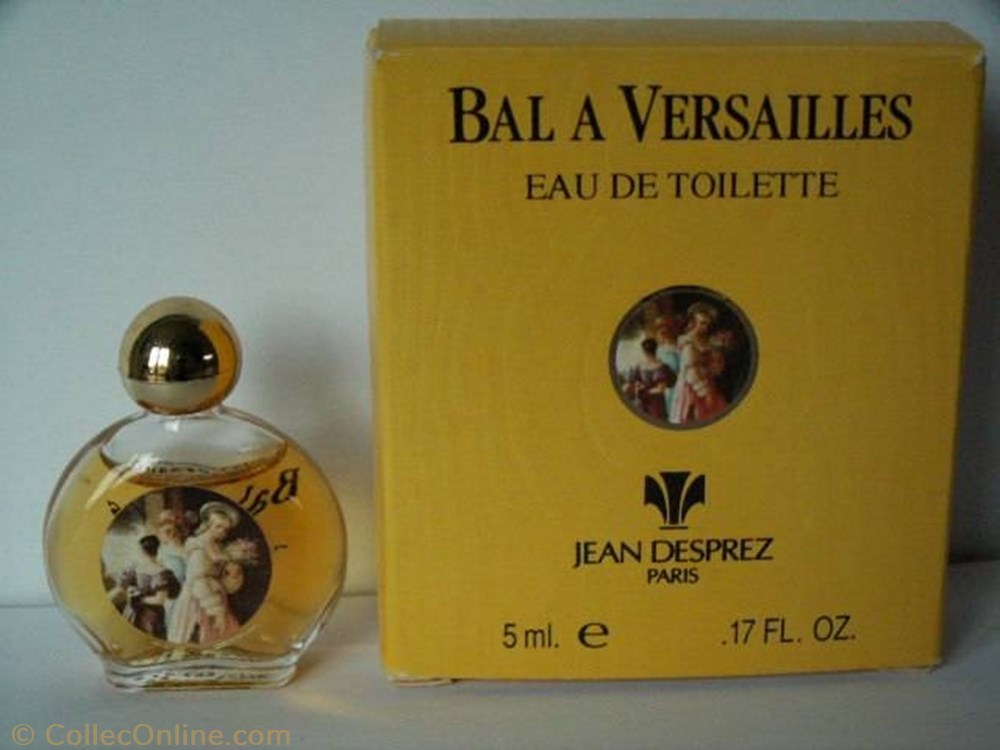 BAL A VERSAILLES
EAU DE TOILETTE
JEAN DESPREZ
PARIS
5 ml. e .17 FL. OZ.
© CollecOnline.com